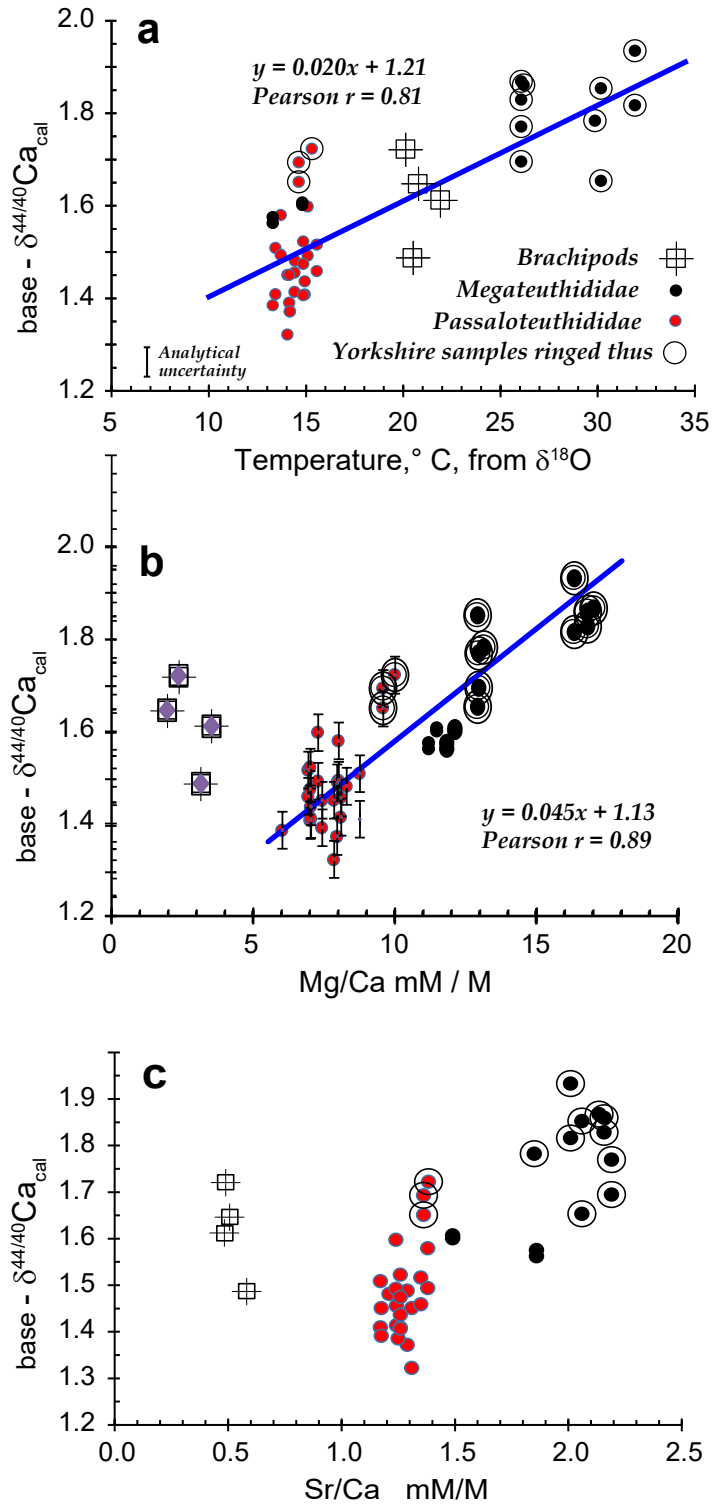 a
2.0
y = 0.020x + 1.21
Pearson r = 0.81
1.8
1.6
1.4
1.2
base - δ44/40Cacal
Brachipods
Megateuthididae
Passaloteuthididae
Yorkshire samples ringed thus
Analytical
uncertainty
5 10 15 20 25 30 35
Temperature,° C, from δ18O
b
2.0
1.8
1.6
1.4
1.2
base - δ44/40Cacal
y = 0.045x + 1.13
Pearson r = 0.89
0 5 10 15 20
Mg/Ca mM / M
c
1.9
1.8
1.7
1.6
1.5
1.4
1.3
1.2
base - δ44/40Cacal
0.0 0.5 1.0 1.5 2.0 2.5
Sr/Ca mM/M